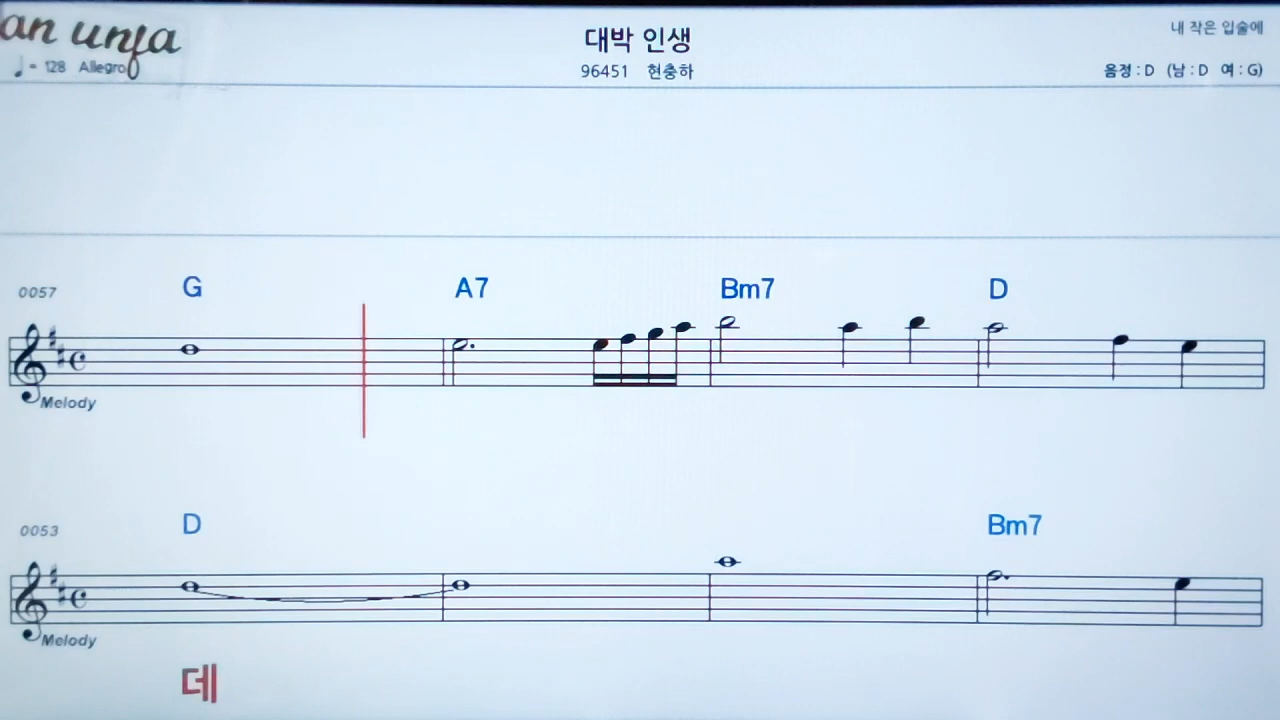 an unja
♩= 128 Allegro
대박 인생
96451 현충하
내 작은 입술에
음정 : D (남 : D 여 : G)
0057
G A7 Bm7 D
Melody
0053
D Bm7
Melody
데